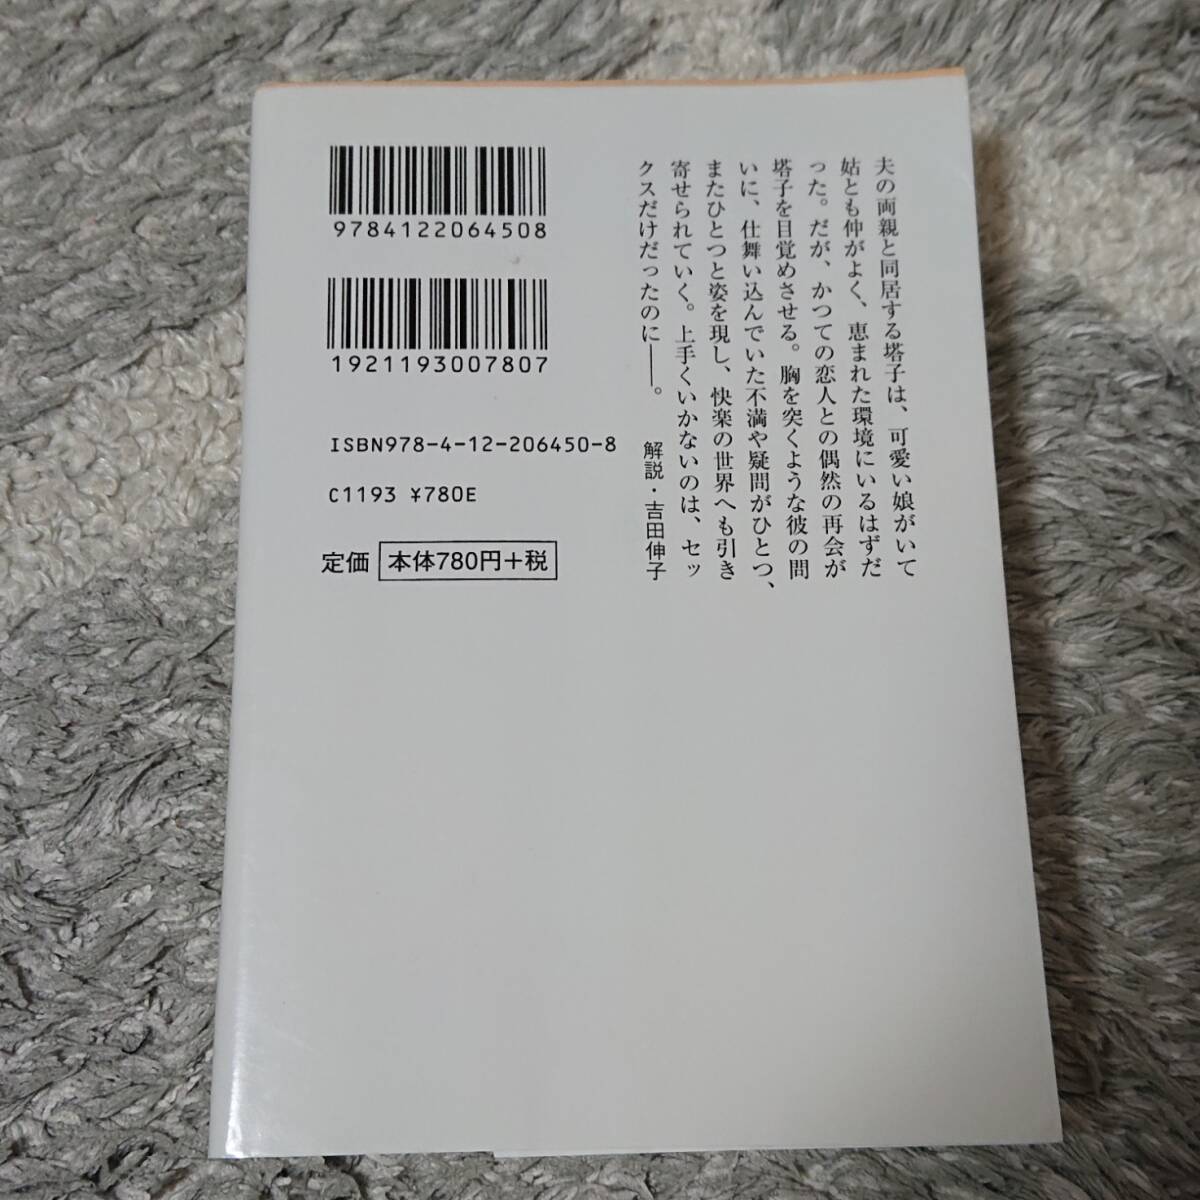 夫の両親と同居する塔子は、可愛い娘がいて
姑とも仲がよく、恵まれた環境にいるはずだ
った。だが、かつての恋人との偶然の再会が
塔子を目覚めさせる。胸を突くような彼の問
いに、仕舞い込んでいた不満や疑問がひとつ、
またひとつと姿を現し、快楽の世界へも引き
寄せられていく。上手くいかないのは、セッ
クスだけだったのに――。
解説・吉田伸子
9784122064508
1921193007807
ISBN978-4-12-206450-8
C1193 ¥780E
定価 本体780円+税